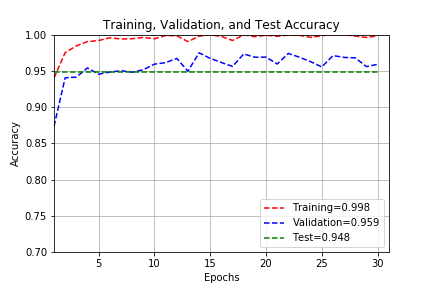 Training, Validation, and Test Accuracy
1.00
0.95
0.90
0.85
0.80
0.75
0.70
Accuracy
Training=0.998
Validation=0.959
Test=0.948
5 10 15 20 25 30
Epochs